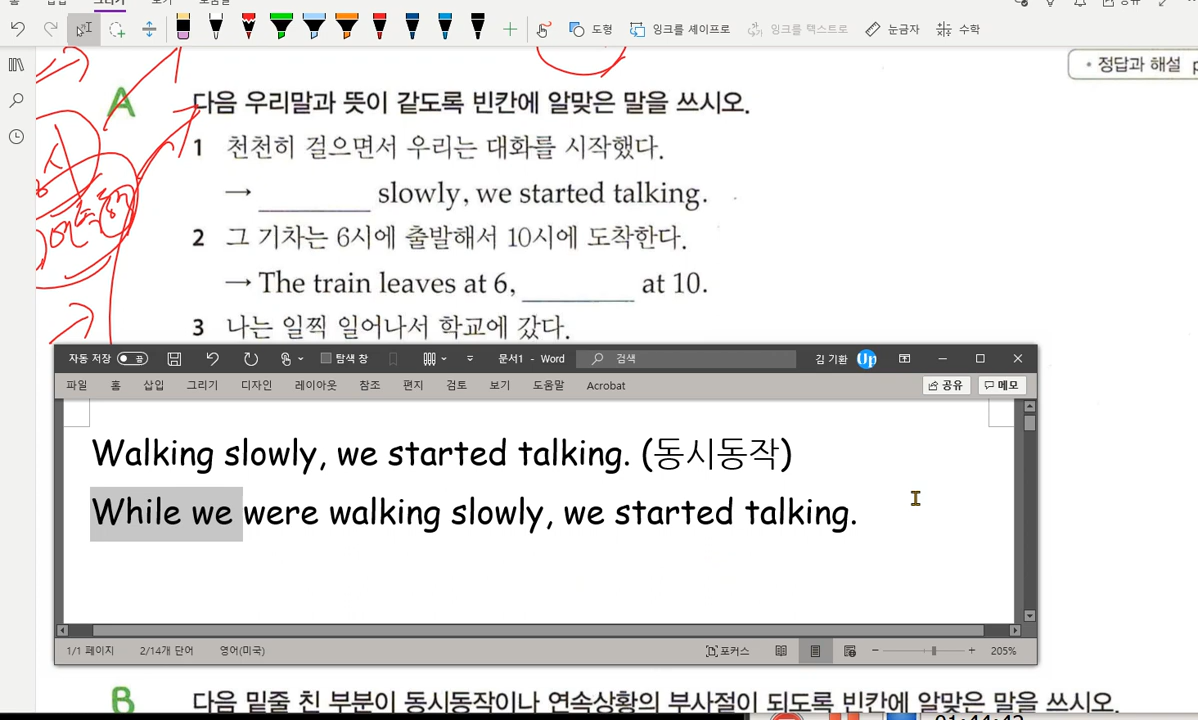 도형
잉크를 셰이프로
잉크를 텍스트로
눈금자
수학
• 정답과 해설 p
A 다음 우리말과 뜻이 같도록 빈칸에 알맞은 말을 쓰시오.
1 천천히 걸으면서 우리는 대화를 시작했다.
→ ________ slowly, we started talking.
2 그 기차는 6시에 출발해서 10시에 도착한다.
→ The train leaves at 6, ________ at 10.
3 나는 일찍 일어나서 학교에 갔다.
자동 저장 끔 탐색 창 문서1 - Word 검색 김 기환 Up
파일 홈 삽입 그리기 디자인 레이아웃 참조 편지 검토 보기 도움말 Acrobat 공유 메모
Walking slowly, we started talking. (동시동작)
While we were walking slowly, we started talking.
1/1 페이지 2/14개 단어 영어(미국) 포커스 205%
B 다음 밑줄 친 부분이 동시동작이나 연속상황의 부사절이 되도록 빈칸에 알맞은 말을 쓰시오.